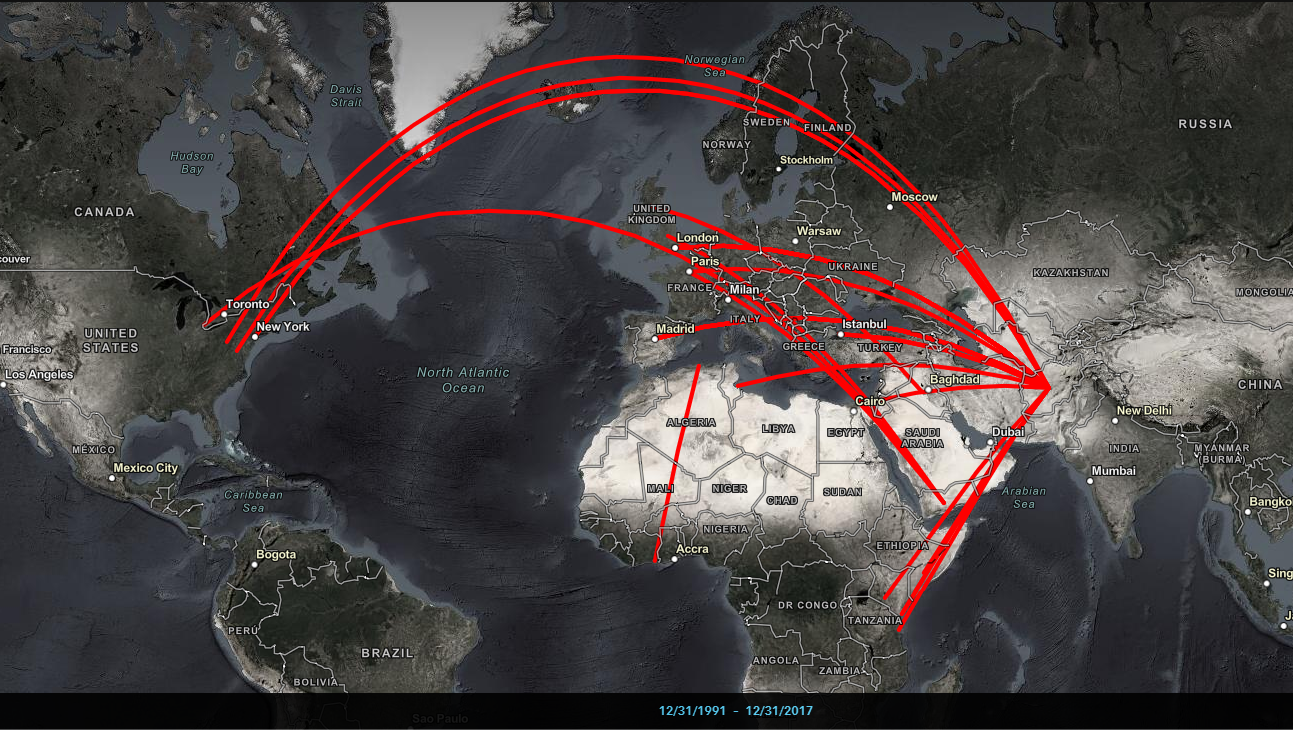 Norwegian
Sea
Davis
Strait
RUSSIA
SWEDEN
FINLAND
NORWAY
Hudson
Bay
Stockholm
Moscow
CANADA
UNITED
KINGDOM
London
Warsaw
couver
Paris
UKRAINE
KAZAKHSTAN
FRANCE
Milan
MONGOLIA
Toronto
New York
ITALY
Istanbul
Madrid
UNITED
STATES
GREECE
TURKEY
Francisco
Los Angeles
North Atlantic
Ocean
Baghdad
CHINA
Cairo
New Delhi
ALGERIA
LIBYA
EGYPT
SAUDI
ARABIA
Dubai
MÉXICO
INDIA
MYANMAR
(BURMA)
Mexico City
Mumbai
MALI
NIGER
CHAD
SUDAN
Caribbean
Sea
Arabian
Sea
Bangko
NIGERIA
Bogota
Accra
ETHIOPIA
Sing
DR CONGO
TANZANIA
J
PERÚ
BRAZIL
ANGOLA
ZAMBIA
BOLIVIA
12/31/1991 - 12/31/2017
Sao Paulo